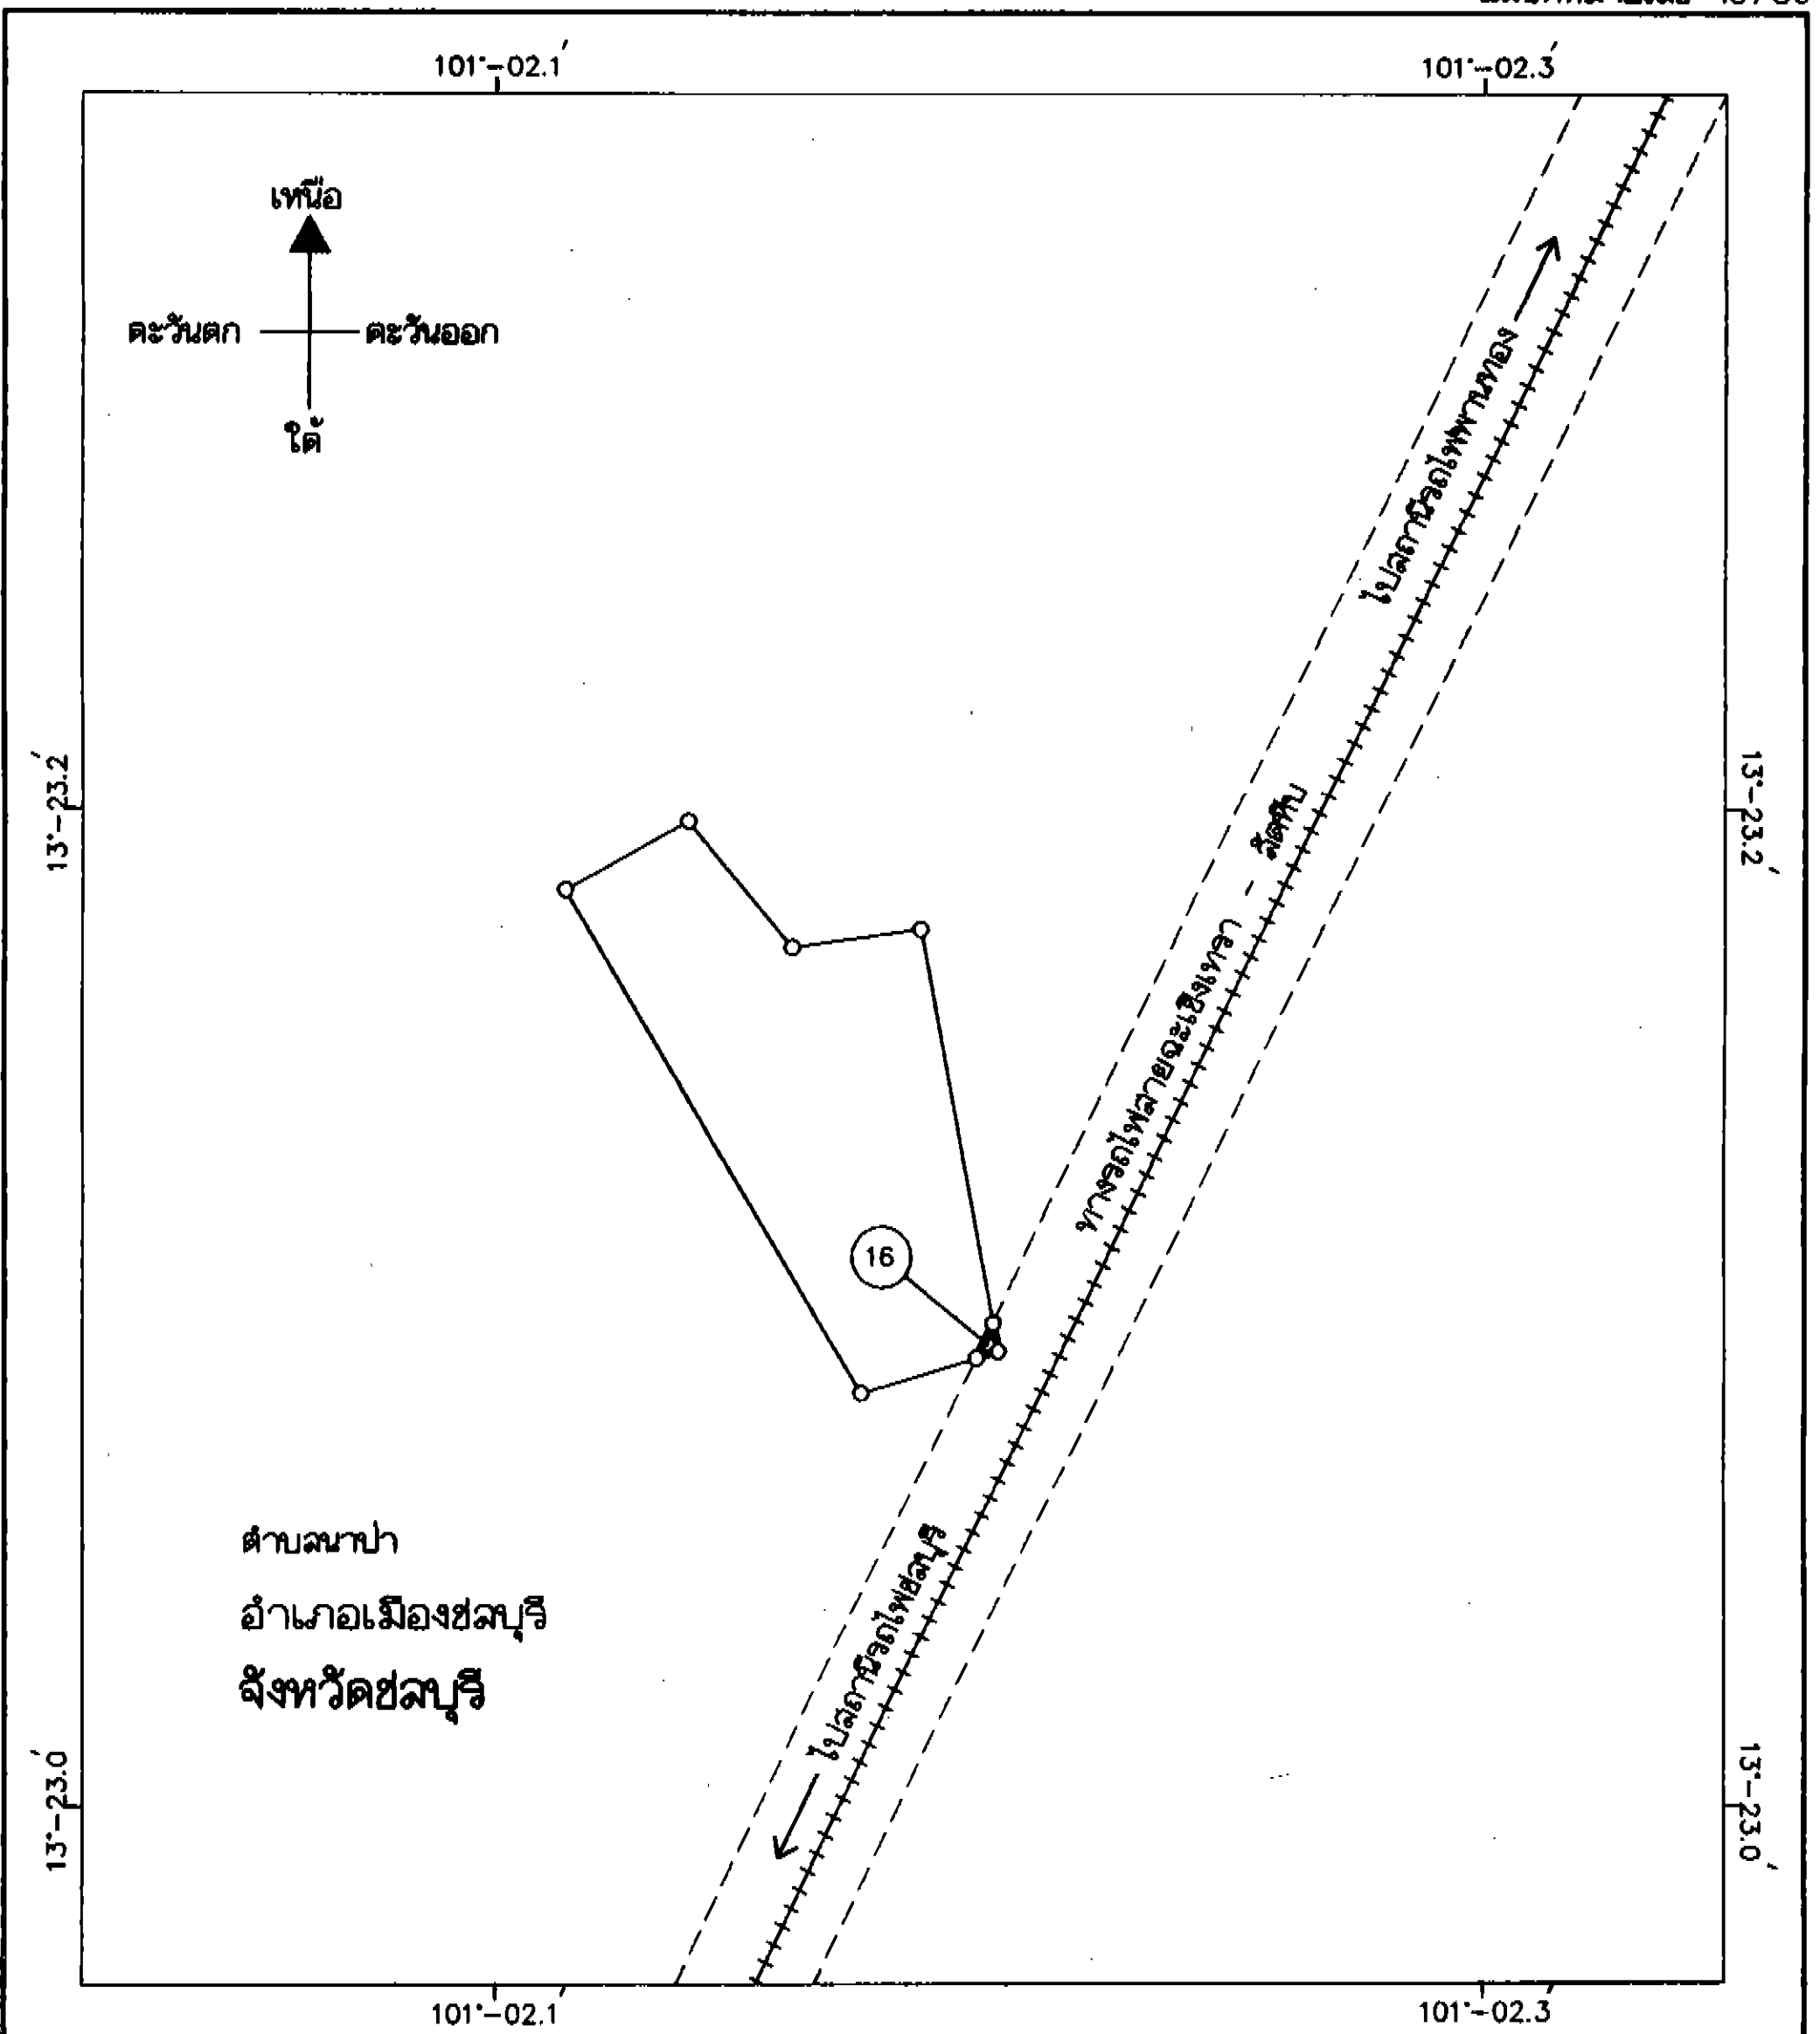 101°-02.1′
101°-02.3′
เหนือ
ตะวันตก
ตะวันออก
ใต้
ไปสถานีรถไฟพานทอง
13°-23.2′
13°-23.2′
ทางรถไฟสายฉะเชิงเทรา - สัตหีบ
16
ตำบลนาป่า
อำเภอเมืองชลบุรี
จังหวัดชลบุรี
ไปสถานีรถไฟชลบุรี
13°-23.0′
13°-23.0′
101°-02.1′
101°-02.3′